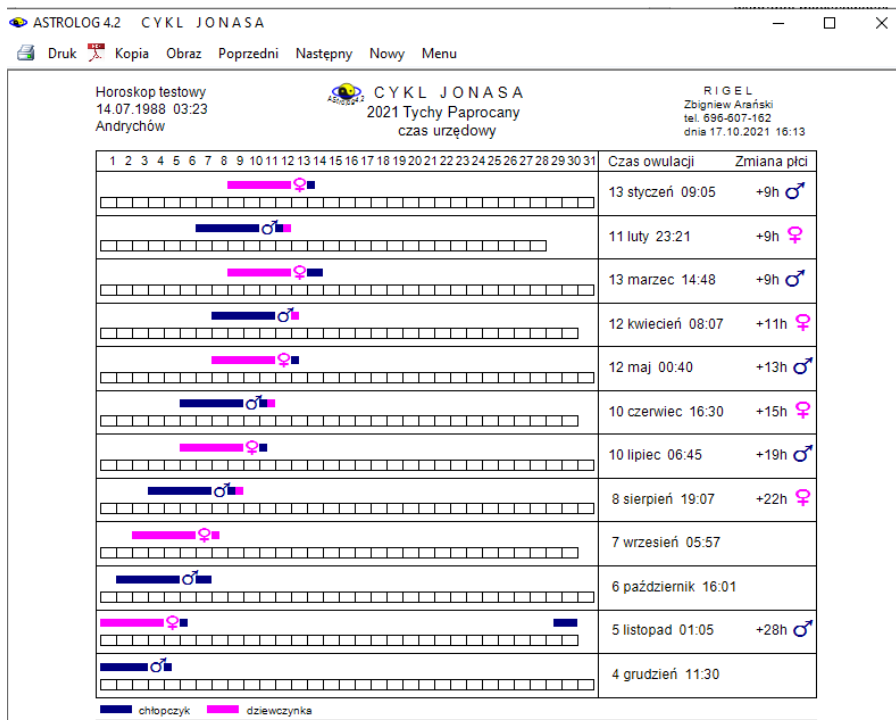 ASTROLOG 4.2 CYKL JONASA
Druk Kopia Obraz Poprzedni Następny Nowy Menu
Horoskop testowy
14.07.1988 03:23
Andrychów
CYKL JONASA
2021 Tychy Paprocany
czas urzędowy
RIGEL
Zbigniew Arański
tel. 696-607-162
dnia 17.10.2021 16:13
1 2 3 4 5 6 7 8 9 10 11 12 13 14 15 16 17 18 19 20 21 22 23 24 25 26 27 28 29 30 31 Czas owulacji Zmiana płci
13 styczeń 09:05 +9h ♂
11 luty 23:21 +9h ♀
13 marzec 14:48 +9h ♂
12 kwiecień 08:07 +11h ♀
12 maj 00:40 +13h ♂
10 czerwiec 16:30 +15h ♀
10 lipiec 06:45 +19h ♂
8 sierpień 19:07 +22h ♀
7 wrzesień 05:57
6 październik 16:01
5 listopad 01:05 +28h ♂
4 grudzień 11:30
chłopczyk dziewczynka